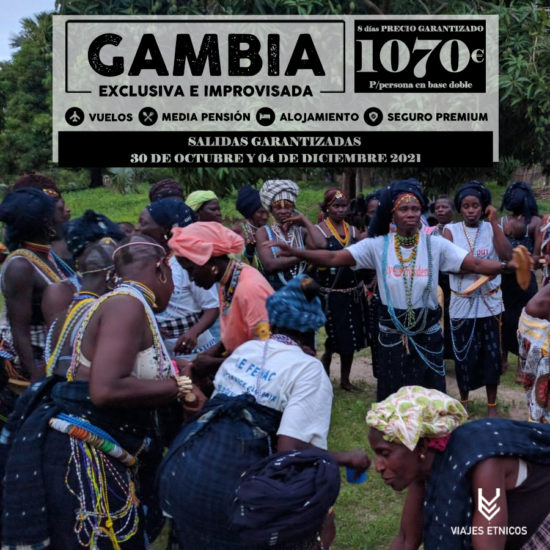 GAMBIA
EXCLUSIVA E IMPROVISADA
8 días PRECIO GARANTIZADO
1070€
P/persona en base doble
VUELOS
MEDIA PENSIÓN
ALOJAMIENTO
SEGURO PREMIUM
SALIDAS GARANTIZADAS
30 DE OCTUBRE Y 04 DE DICIEMBRE 2021
VIAJES ETNICOS